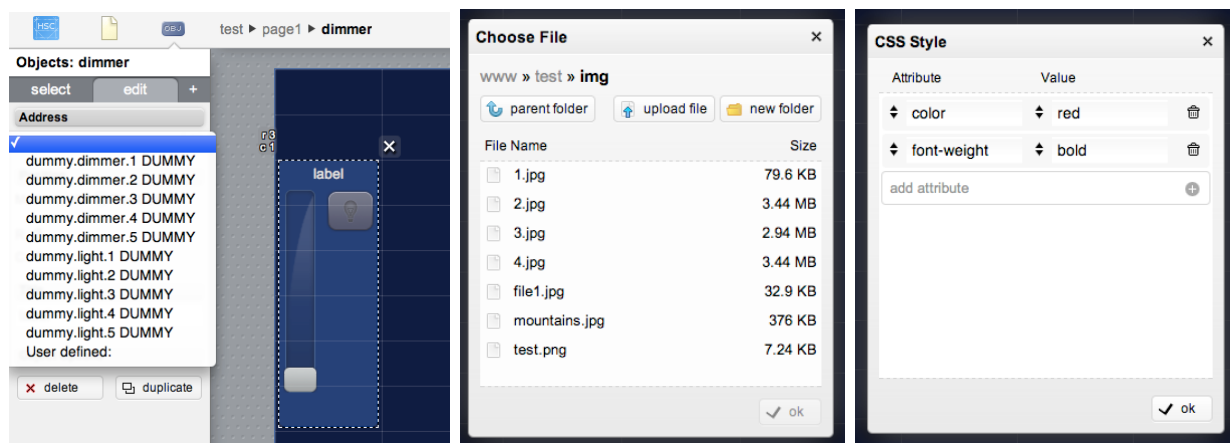 HSC
OBJ
test ▸ page1 ▸ dimmer
Objects: dimmer
select edit +
Address
✓
dummy.dimmer.1 DUMMY
dummy.dimmer.2 DUMMY
dummy.dimmer.3 DUMMY
dummy.dimmer.4 DUMMY
dummy.dimmer.5 DUMMY
dummy.light.1 DUMMY
dummy.light.2 DUMMY
dummy.light.3 DUMMY
dummy.light.4 DUMMY
dummy.light.5 DUMMY
User defined:
delete duplicate
r 3
c 1
label
Choose File
www » test » img
parent folder upload file new folder
File Name Size
1.jpg 79.6 KB
2.jpg 3.44 MB
3.jpg 2.94 MB
4.jpg 3.44 MB
file1.jpg 32.9 KB
mountains.jpg 376 KB
test.png 7.24 KB
ok
CSS Style
Attribute Value
color red
font-weight bold
add attribute
ok